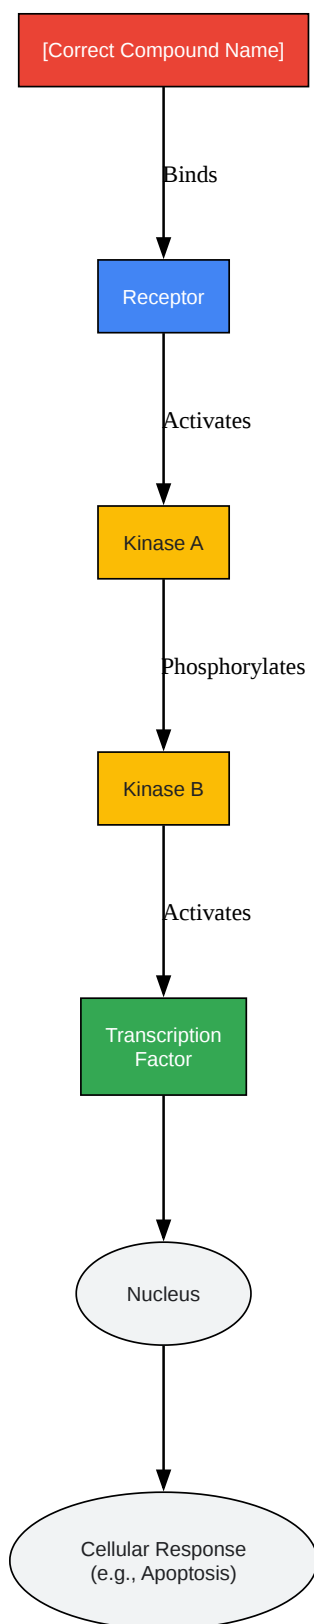 [Correct Compound Name]
Binds
Receptor
Activates
Kinase A
Phosphorylates
Kinase B
Activates
Transcription
Factor
Nucleus
Cellular Response
(e.g., Apoptosis)